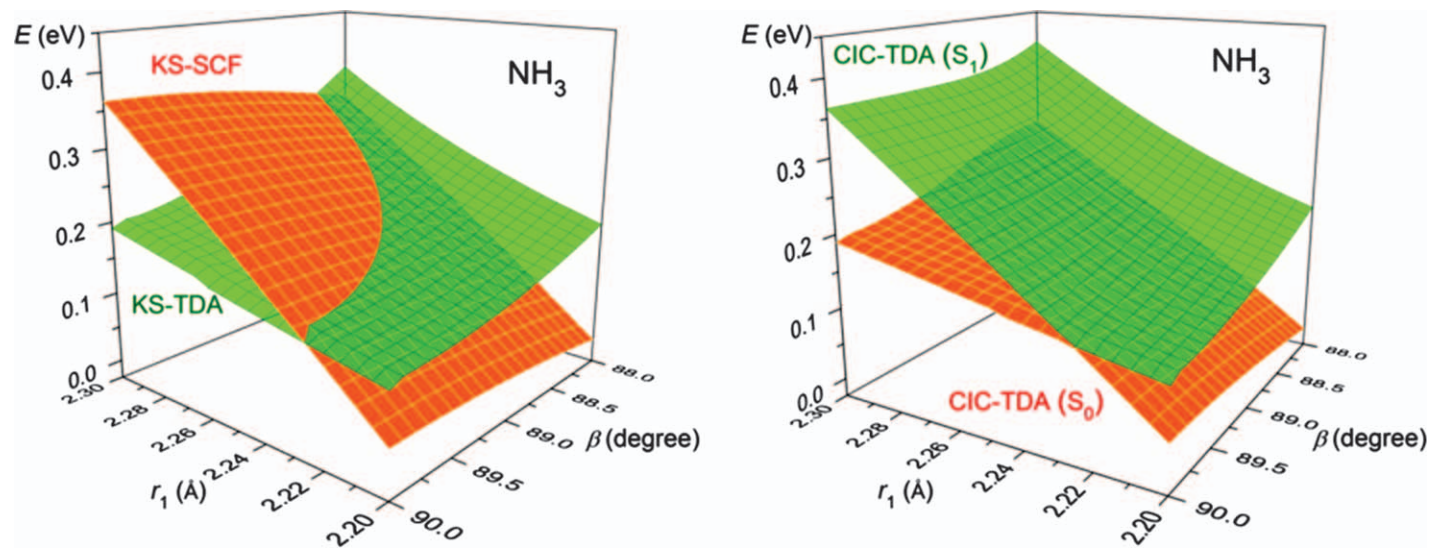 E (eV)
KS-SCF
NH3
0.4
0.3
0.2
0.1
0.0
KS-TDA
2.30
2.28
2.26
2.24
2.22
2.20
r1 (Å)
88.0
88.5
89.0
89.5
90.0
β (degree)
E (eV)
CIC-TDA (S1)
NH3
0.4
0.3
0.2
0.1
0.0
CIC-TDA (S0)
2.30
2.28
2.26
2.24
2.22
2.20
r1 (Å)
88.0
88.5
89.0
89.5
90.0
β (degree)